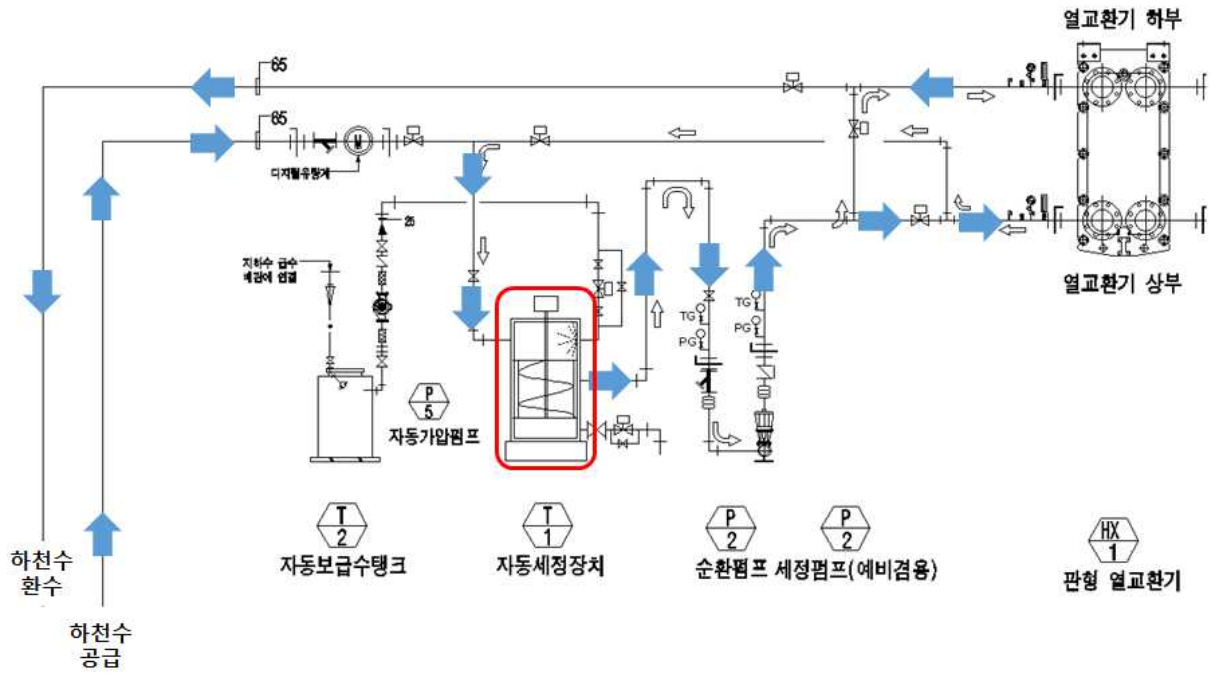 열교환기 하부
65
65
M
디지털유량계
25
지하수 급수
배관에 연결
열교환기 상부
TG
PG
TG
PG
P
5
자동가압펌프
T
2
자동보급수탱크
T
1
자동세정장치
P
2
순환펌프
P
2
세정펌프(예비겸용)
HX
1
판형 열교환기
하천수
환수
하천수
공급